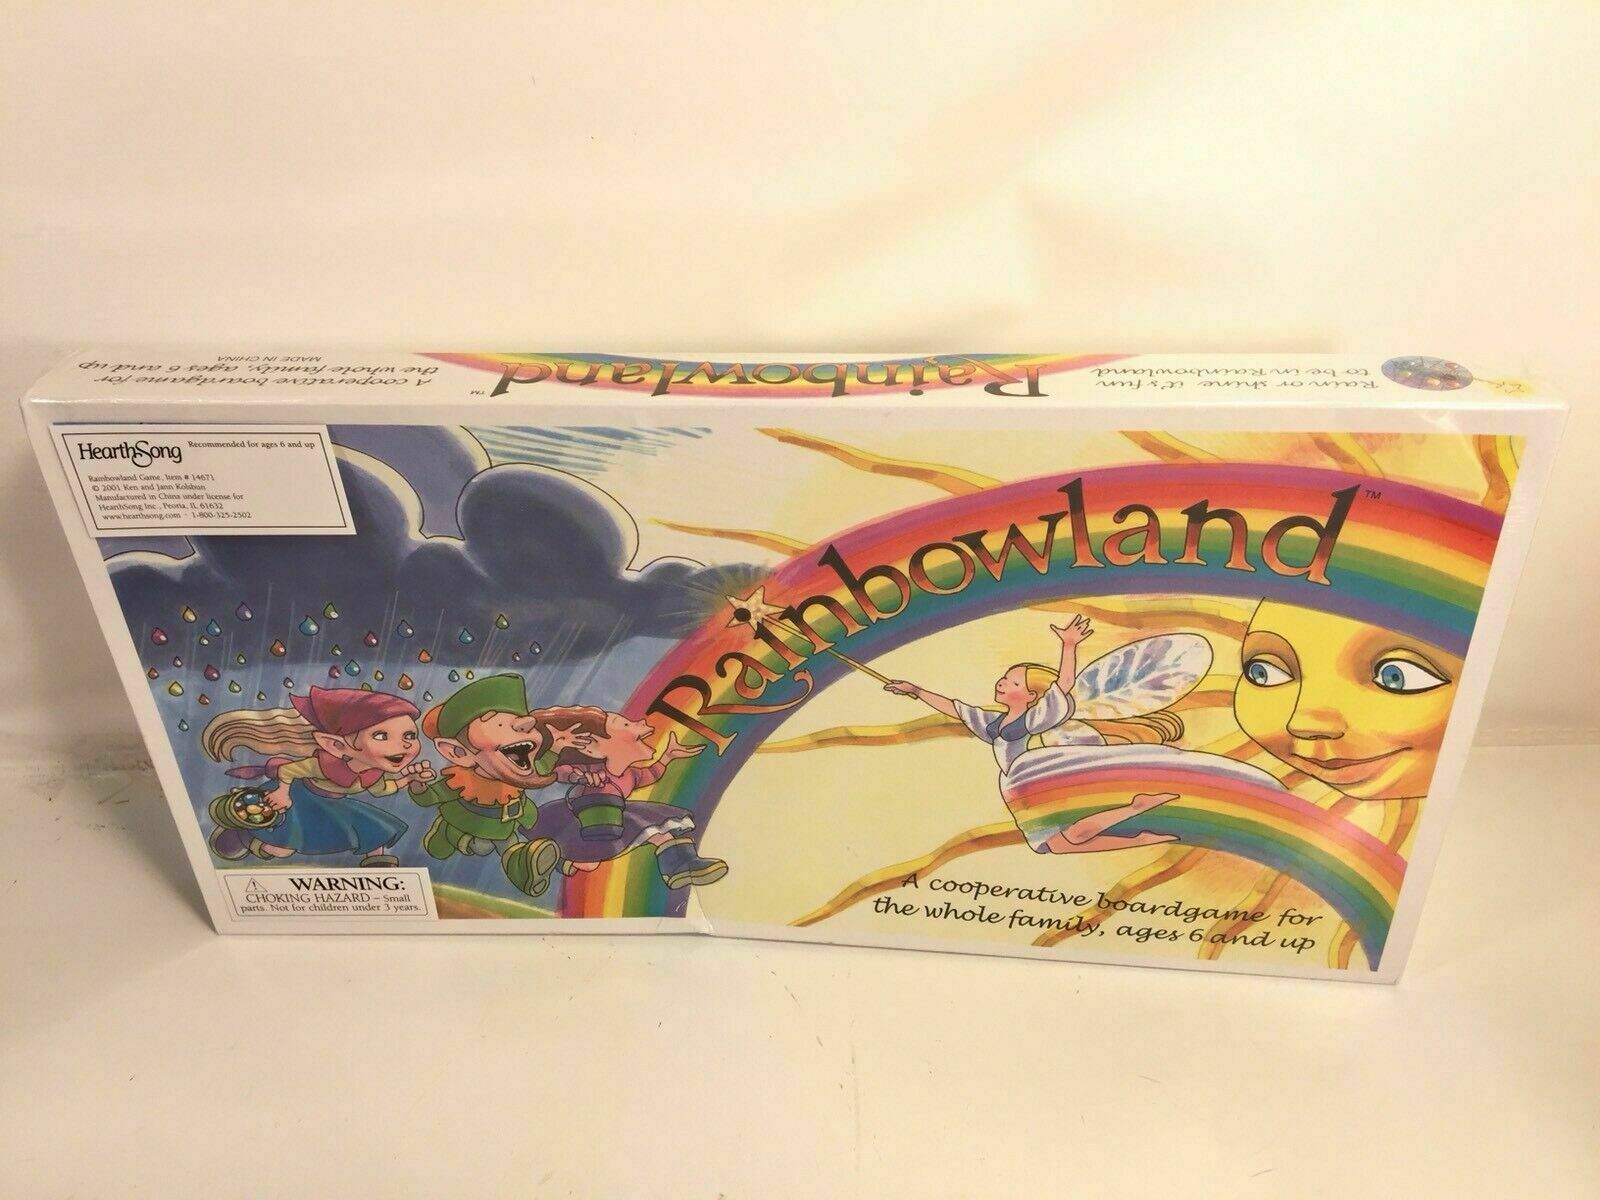 A cooperative boardgame for
the whole family, ages 6 and up
MADE IN CHINA
Rainbowland™
Rain or shine it's fun
to be in Rainbowland
HearthSong
Recommended for ages 6 and up
Rainbowland Game, Item # 14671
© 2001 Ken and Jann Kolsbun
Manufactured in China under license for
HearthSong Inc., Peoria, IL 61632
www.hearthsong.com · 1-800-325-2502
Rainbowland™
WARNING:
CHOKING HAZARD ~ Small
parts. Not for children under 3 years.
A cooperative boardgame for
the whole family, ages 6 and up